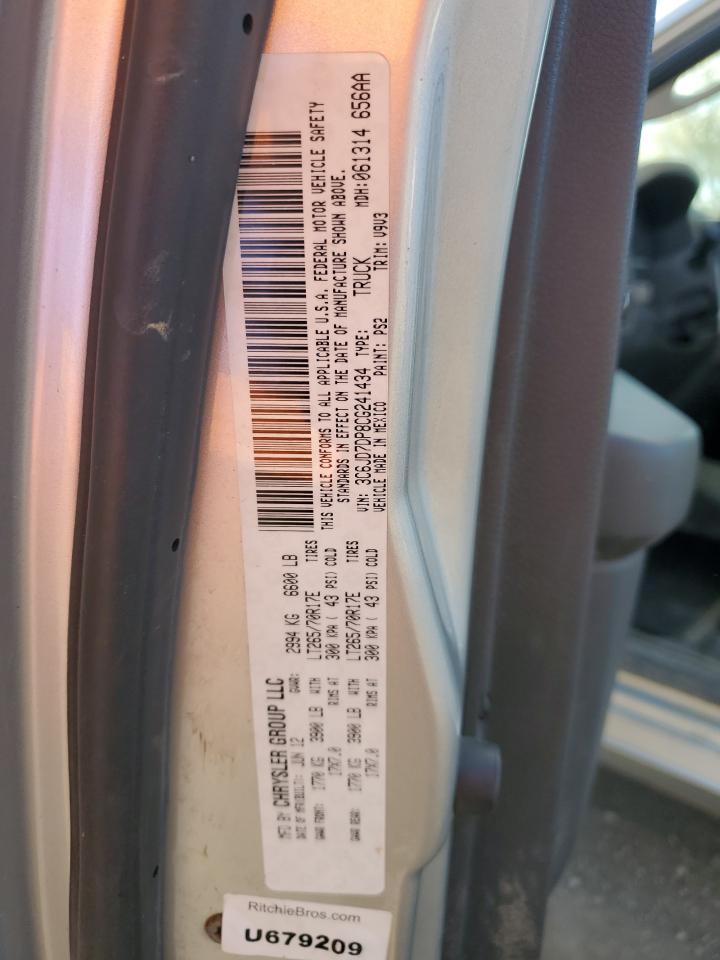 MFG BY CHRYSLER GROUP LLC
DATE OF MFR(BUILT): JUN 12 GVWR: 2994 KG 6600 LB
GAWR FRONT: 1770 KG 3900 LB WITH LT265/70R17E TIRES
17X7.0 RIMS AT 300 KPA ( 43 PSI) COLD
GAWR REAR: 1770 KG 3900 LB WITH LT265/70R17E TIRES
17X7.0 RIMS AT 300 KPA ( 43 PSI) COLD
THIS VEHICLE CONFORMS TO ALL APPLICABLE U.S.A. FEDERAL MOTOR VEHICLE SAFETY
STANDARDS IN EFFECT ON THE DATE OF MANUFACTURE SHOWN ABOVE.
VIN: 3C6JD7DP8CG241434 TYPE: TRUCK MDH:061314 656AA
VEHICLE MADE IN MEXICO PAINT: PS2 TRIM: V9V3
RitchieBros.com
U679209